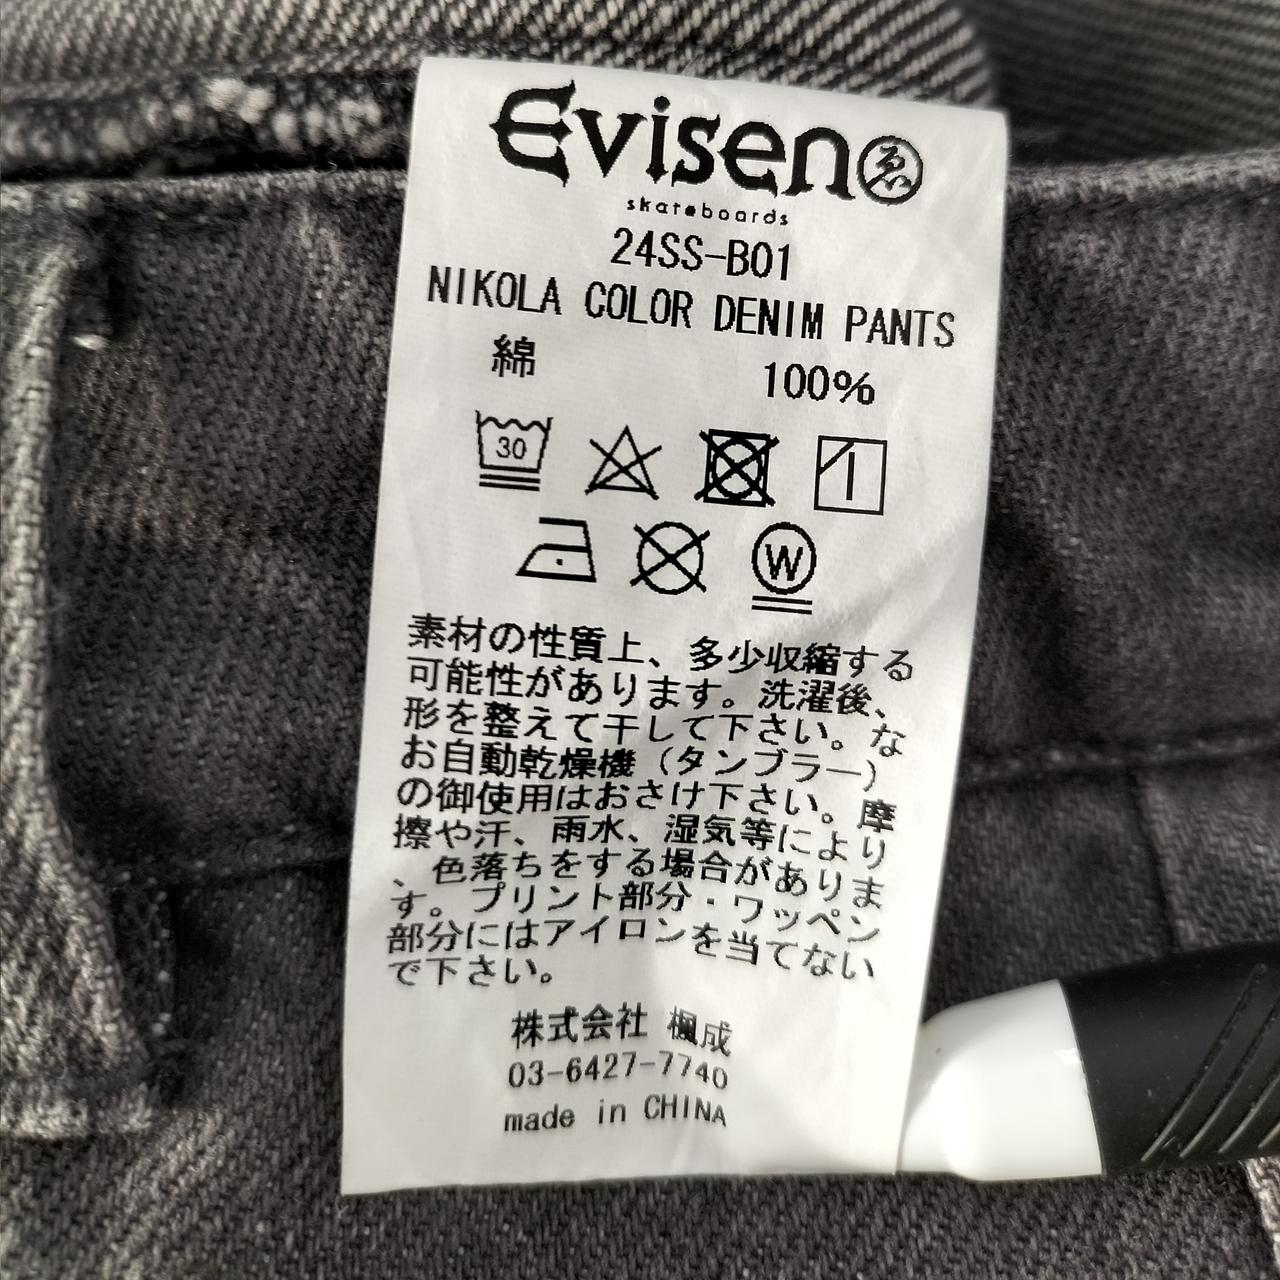 Evisen ゑ
skateboards
24SS-B01
NIKOLA COLOR DENIM PANTS
綿 100%
30
W
素材の性質上、多少収縮する
可能性があります。洗濯後、
形を整えて干して下さい。な
お自動乾燥機（タンブラー）
の御使用はおさけ下さい。摩
擦や汗、雨水、湿気等により
、色落ちをする場合がありま
す。プリント部分・ワッペン
部分にはアイロンを当てない
で下さい。
株式会社 楓成
03-6427-7740
made in CHINA